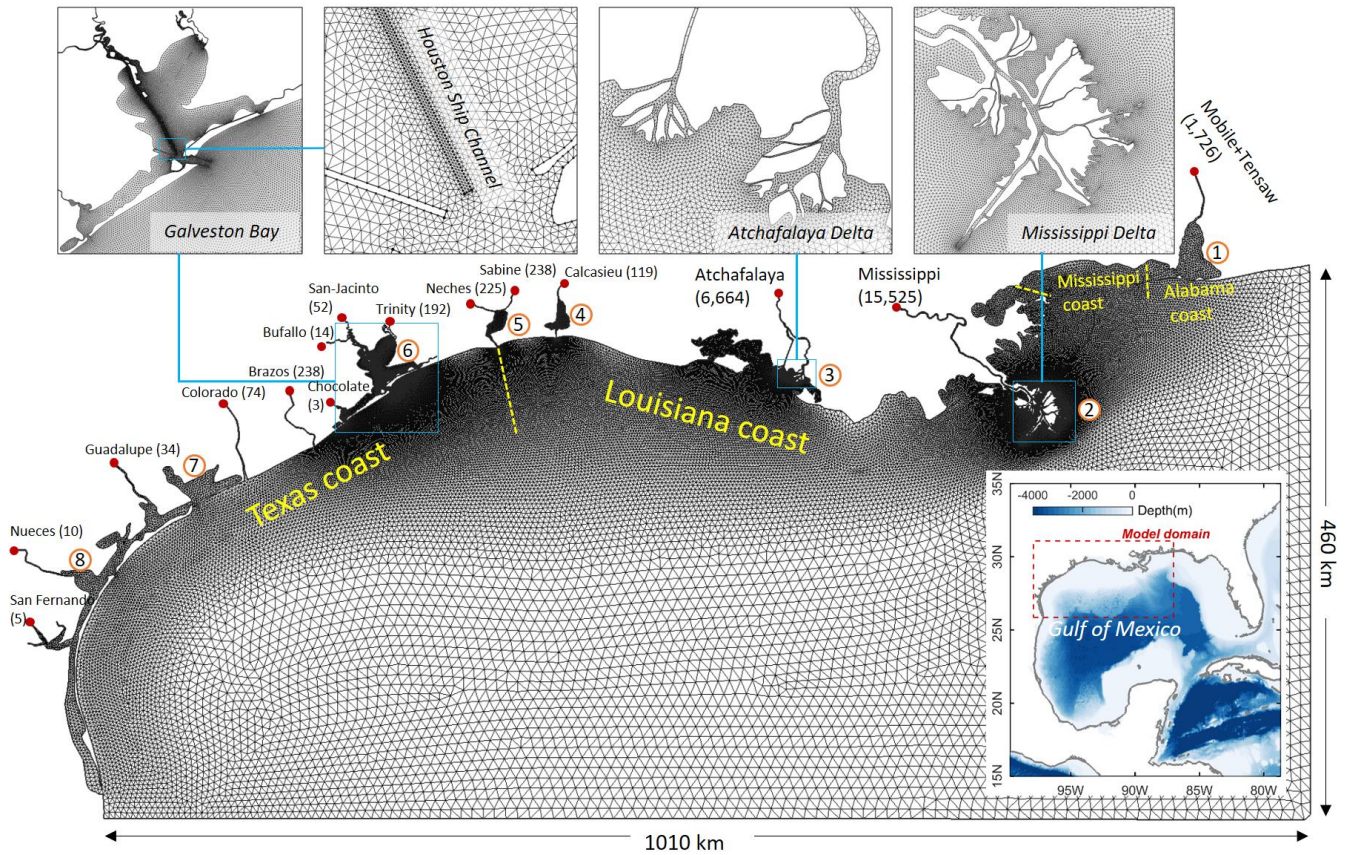 Galveston Bay
Houston Ship Channel
Atchafalaya Delta
Mississippi Delta
Mobile+Tensaw
(1,726)
1
Sabine (238)
Calcasieu (119)
Neches (225)
San-Jacinto
(52)
Trinity (192)
Bufallo (14)
Brazos (238)
Chocolate
(3)
Colorado (74)
Guadalupe (34)
Nueces (10)
San Fernando
(5)
Atchafalaya
(6,664)
Mississippi
(15,525)
Mississippi
coast
Alabama
coast
4
5
6
3
2
7
8
Texas coast
Louisiana coast
35N
30N
25N
20N
15N
-4000
-2000
0
Depth(m)
Model domain
Gulf of Mexico
95W
90W
85W
80W
460 km
1010 km